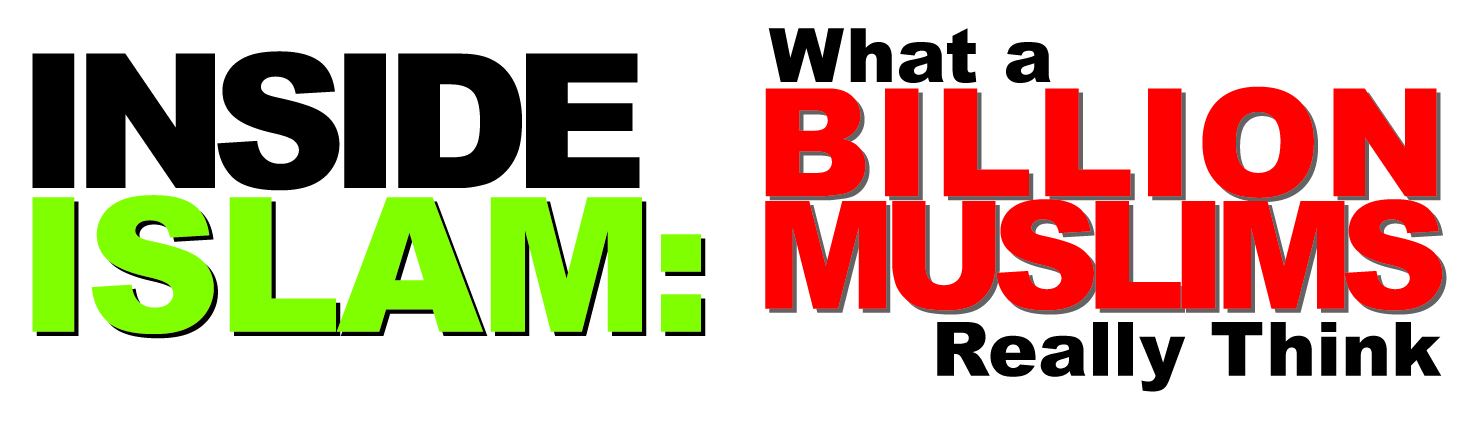 INSIDE
ISLAM:
What a
BILLION
MUSLIMS
Really Think